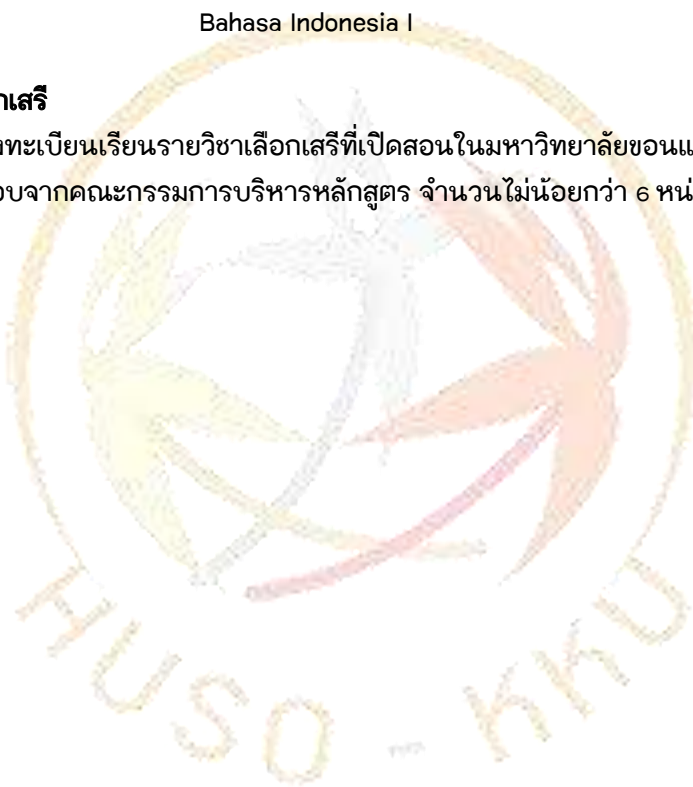 Bahasa Indonesia I
กเสรี
งทะเบียนเรียนรายวิชาเลือกเสรีที่เปิดสอนในมหาวิทยาลัยขอนแ
อบจากคณะกรรมการบริหารหลักสูตร จำนวนไม่น้อยกว่า 6 หน่
HUSO - KKU